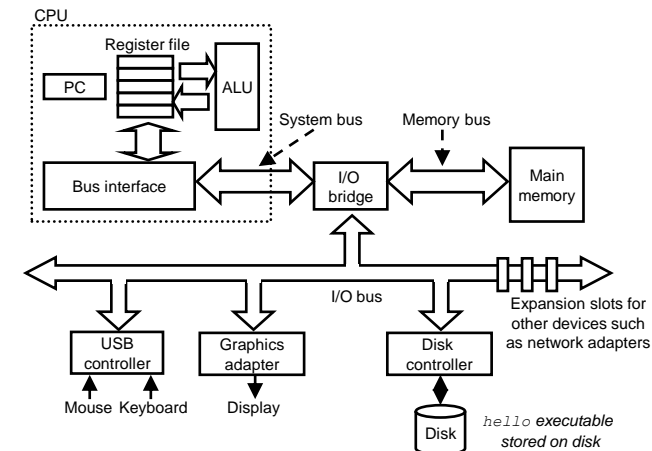 CPU
Register file
PC
ALU
System bus
Memory bus
Bus interface
I/O
bridge
Main
memory
I/O bus
Expansion slots for
other devices such
as network adapters
USB
controller
Graphics
adapter
Disk
controller
Mouse
Keyboard
Display
Disk
hello executable
stored on disk